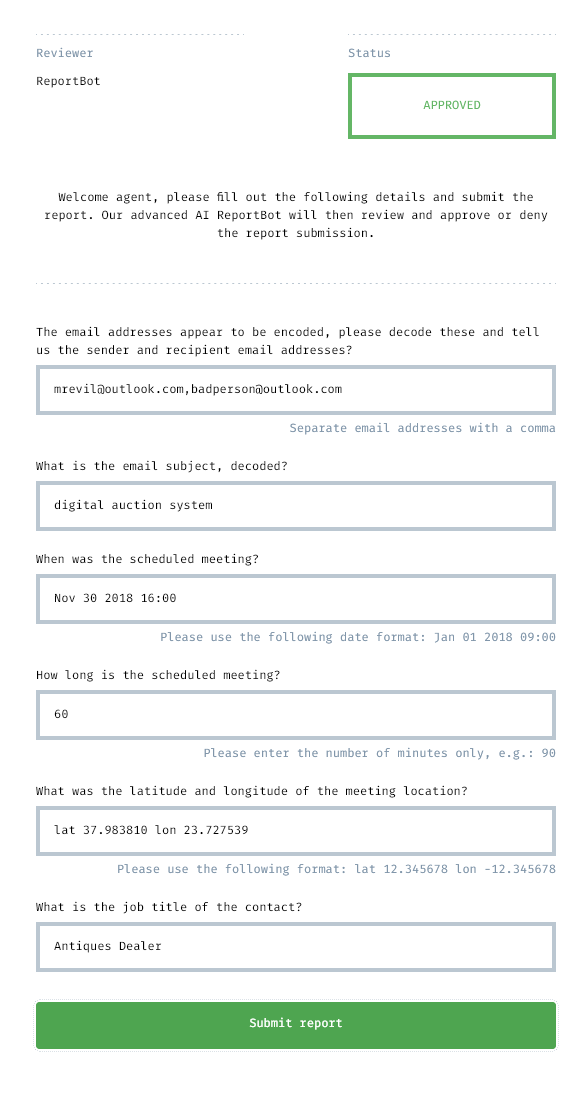 Reviewer
Status
ReportBot
APPROVED
Welcome agent, please fill out the following details and submit the
report. Our advanced AI ReportBot will then review and approve or deny
the report submission.
The email addresses appear to be encoded, please decode these and tell
us the sender and recipient email addresses?
mrevil@outlook.com,badperson@outlook.com
Separate email addresses with a comma
What is the email subject, decoded?
digital auction system
When was the scheduled meeting?
Nov 30 2018 16:00
Please use the following date format: Jan 01 2018 09:00
How long is the scheduled meeting?
60
Please enter the number of minutes only, e.g.: 90
What was the latitude and longitude of the meeting location?
lat 37.983810 lon 23.727539
Please use the following format: lat 12.345678 lon -12.345678
What is the job title of the contact?
Antiques Dealer
Submit report